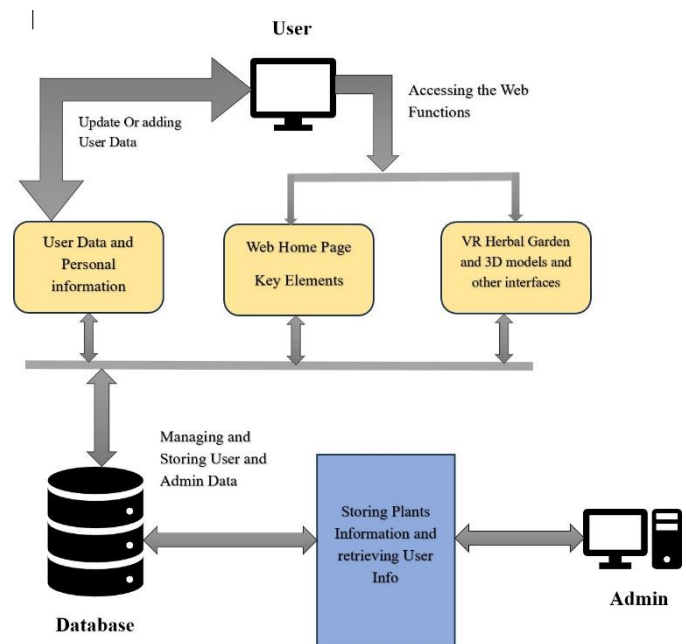 User
Accessing the Web
Functions
Update Or adding
User Data
User Data and
Personal
information
Web Home Page
Key Elements
VR Herbal Garden
and 3D models and
other interfaces
Managing and
Storing User and
Admin Data
Storing Plants
Information and
retrieving User
Info
Database
Admin